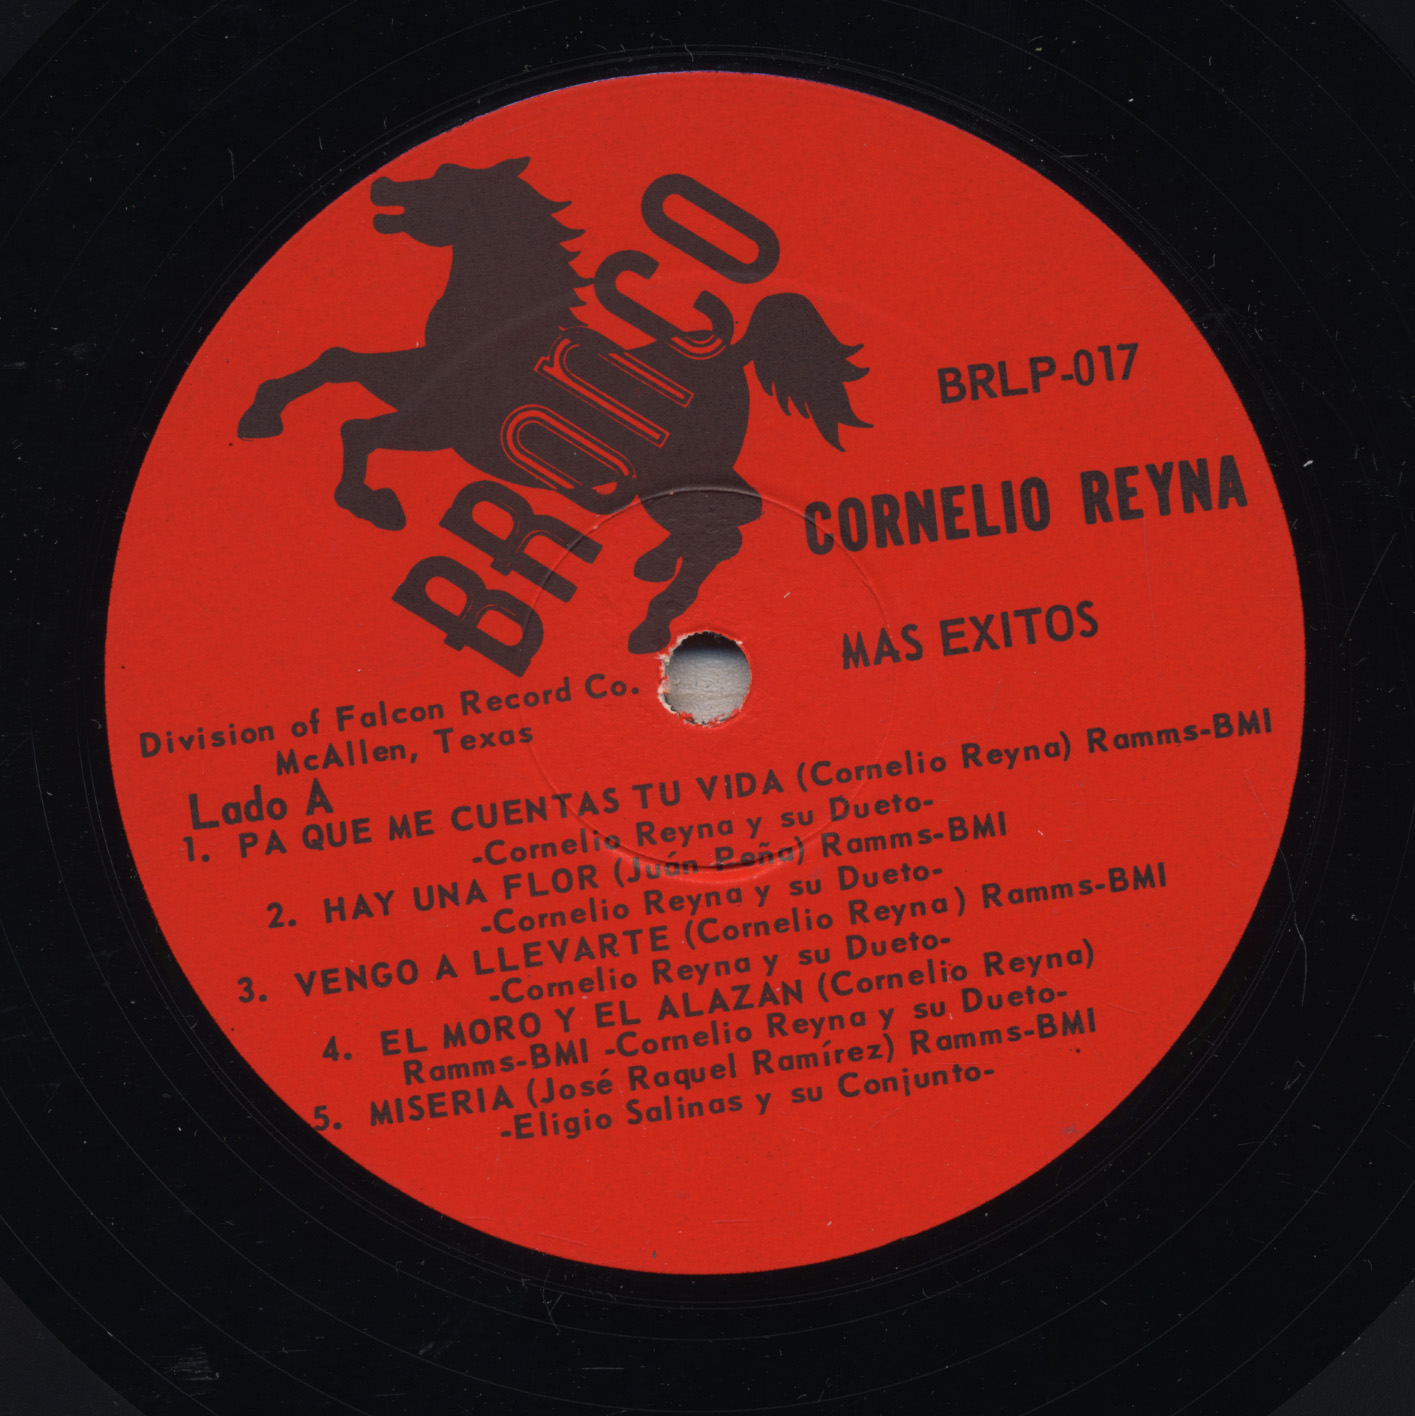 BRONCO
BRLP-017
CORNELIO REYNA
MAS EXITOS
Division of Falcon Record Co.
McAllen, Texas
Lado A
1. PA QUE ME CUENTAS TU VIDA (Cornelio Reyna) Ramms-BMI
-Cornelio Reyna y su Dueto-
2. HAY UNA FLOR (Juán Peña) Ramms-BMI
-Cornelio Reyna y su Dueto-
3. VENGO A LLEVARTE (Cornelio Reyna) Ramms-BMI
-Cornelio Reyna y su Dueto-
4. EL MORO Y EL ALAZAN (Cornelio Reyna)
Ramms-BMI -Cornelio Reyna y su Dueto-
5. MISERIA (José Raquel Ramírez) Ramms-BMI
-Eligio Salinas y su Conjunto-